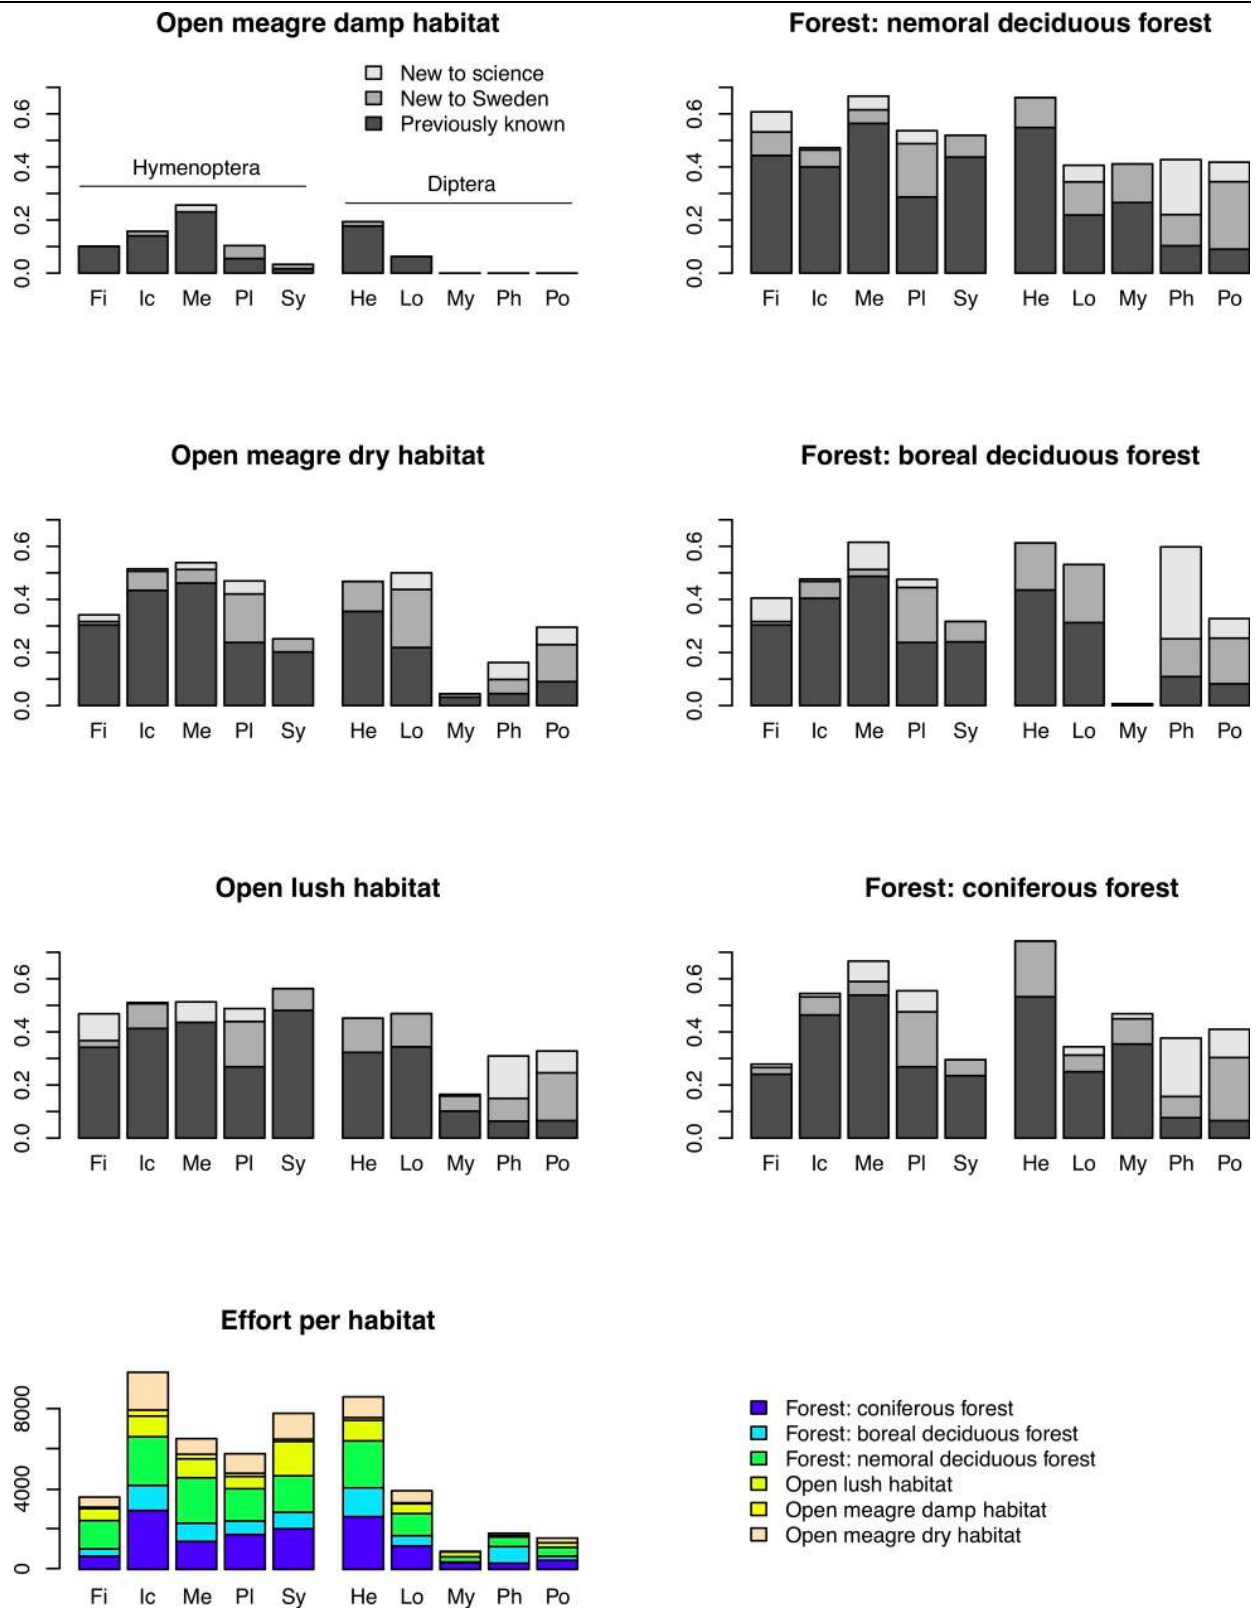 Open meagre damp habitat
New to science
New to Sweden
Previously known
Hymenoptera
Diptera
0.0 0.2 0.4 0.6
Fi Ic Me Pl Sy He Lo My Ph Po
Forest: nemoral deciduous forest
0.0 0.2 0.4 0.6
Fi Ic Me Pl Sy He Lo My Ph Po
Open meagre dry habitat
0.0 0.2 0.4 0.6
Fi Ic Me Pl Sy He Lo My Ph Po
Forest: boreal deciduous forest
0.0 0.2 0.4 0.6
Fi Ic Me Pl Sy He Lo My Ph Po
Open lush habitat
0.0 0.2 0.4 0.6
Fi Ic Me Pl Sy He Lo My Ph Po
Forest: coniferous forest
0.0 0.2 0.4 0.6
Fi Ic Me Pl Sy He Lo My Ph Po
Effort per habitat
0 4000 8000
Fi Ic Me Pl Sy He Lo My Ph Po
Forest: coniferous forest
Forest: boreal deciduous forest
Forest: nemoral deciduous forest
Open lush habitat
Open meagre damp habitat
Open meagre dry habitat